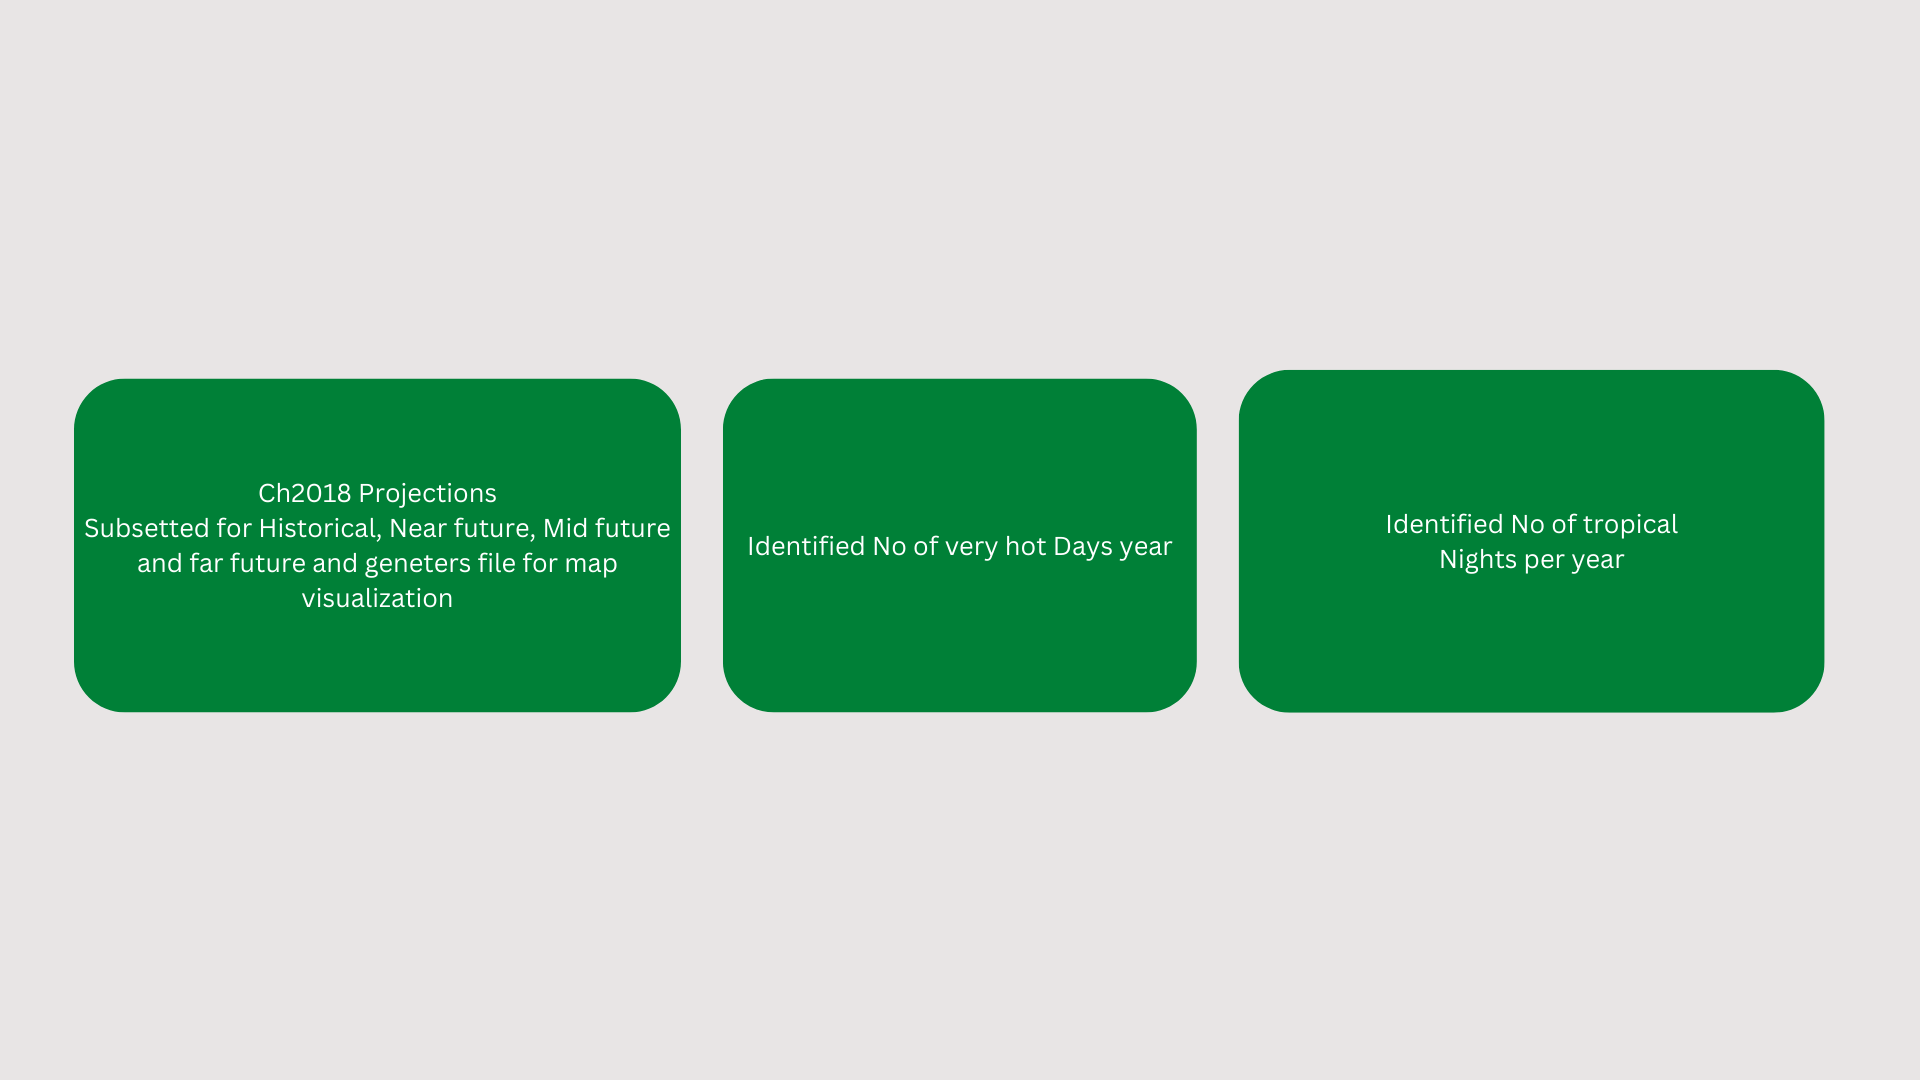 Ch2018 Projections
Subsetted for Historical, Near future, Mid future
and far future and geneters file for map
visualization
Identified No of very hot Days year
Identified No of tropical
Nights per year